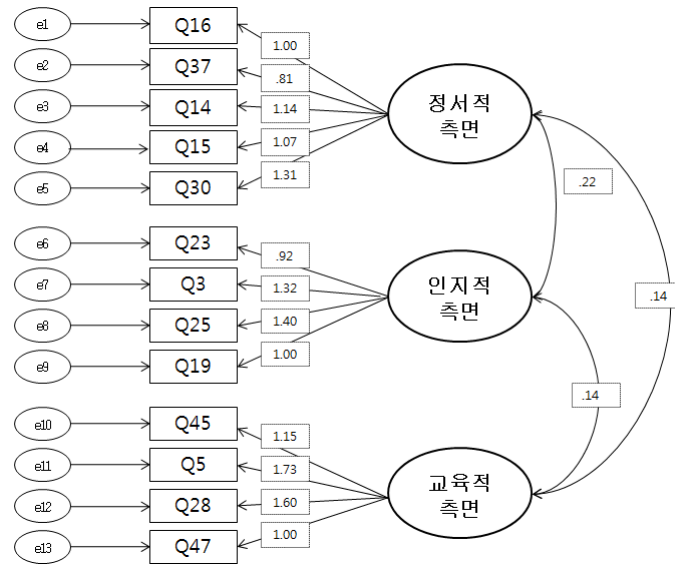 e1 Q16 1.00
e2 Q37 .81
e3 Q14 1.14
e4 Q15 1.07
e5 Q30 1.31
정서적
측면
.22
e6 Q23 .92
e7 Q3 1.32
e8 Q25 1.40
e9 Q19 1.00
인지적
측면
.14
.14
e10 Q45 1.15
e11 Q5 1.73
e12 Q28 1.60
e13 Q47 1.00
교육적
측면